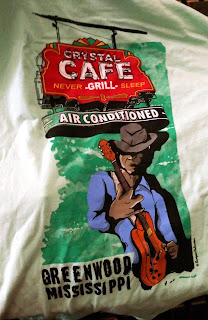 CRYSTAL
CAFE
NEVER -GRILL- SLEEP
AIR CONDITIONED
GREENWOOD
MISSISSIPPI